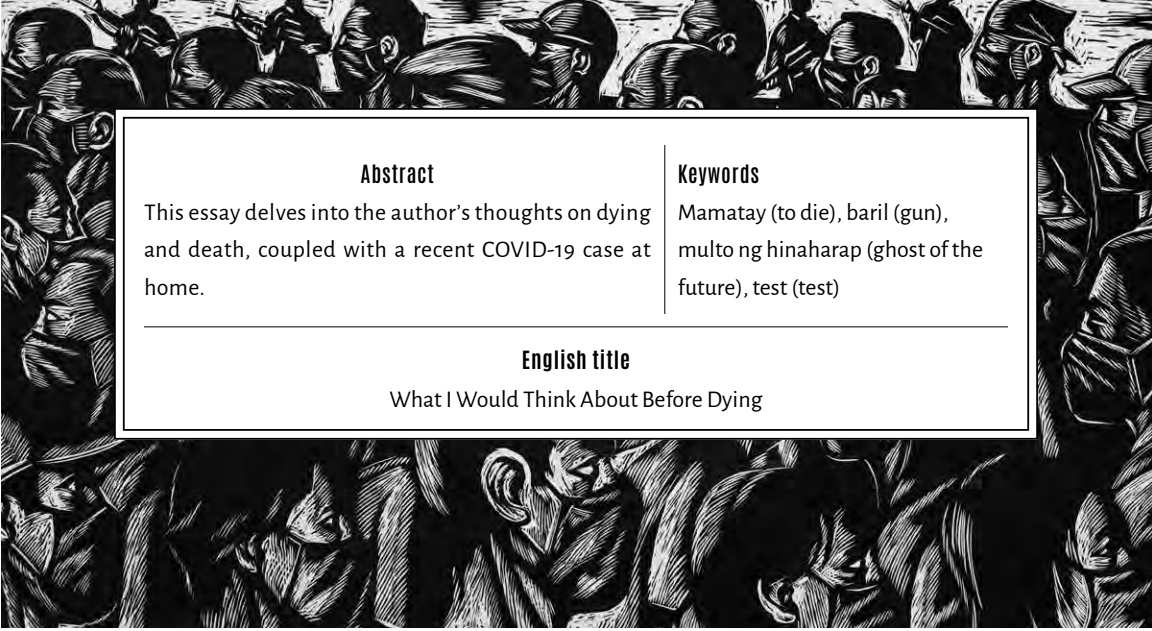 Abstract
This essay delves into the author’s thoughts on dying
and death, coupled with a recent COVID-19 case at
home.
Keywords
Mamatay (to die), baril (gun),
multo ng hinaharap (ghost of the
future), test (test)
English title
What I Would Think About Before Dying